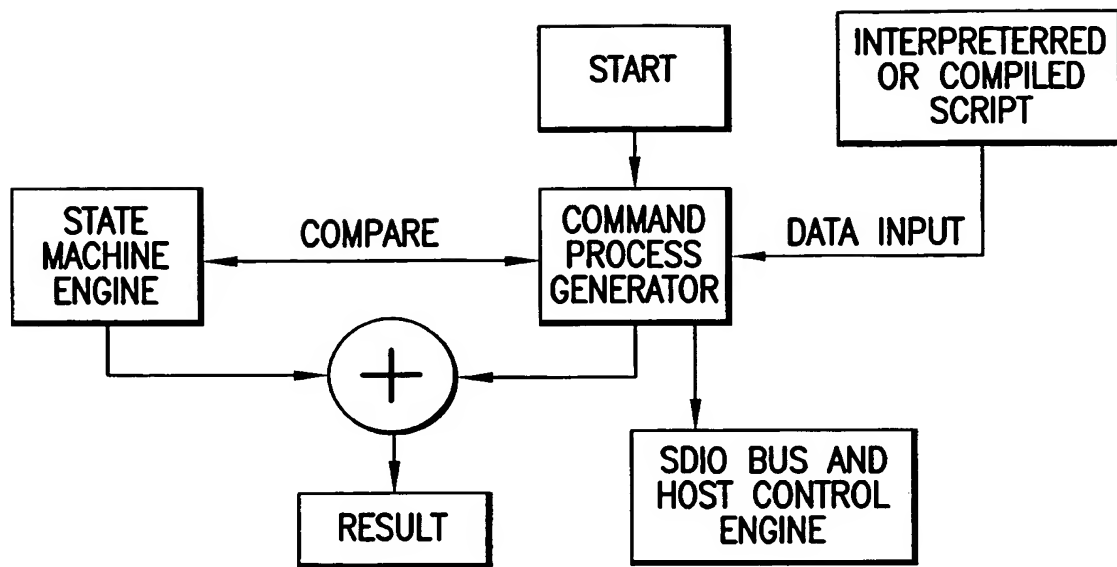 START
INTERPRETERRED
OR COMPILED
SCRIPT
STATE
MACHINE
ENGINE
COMPARE
COMMAND
PROCESS
GENERATOR
DATA INPUT
RESULT
SDIO BUS AND
HOST CONTROL
ENGINE